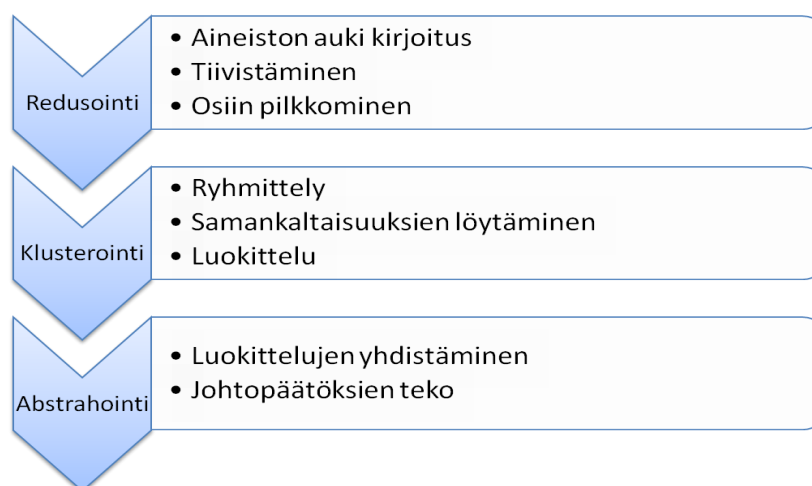 Redusointi
• Aineiston auki kirjoitus
• Tiivistäminen
• Osiin pilkkominen
Klusterointi
• Ryhmittely
• Samankaltaisuuksien löytäminen
• Luokittelu
Abstrahointi
• Luokittelujen yhdistäminen
• Johtopäätöksien teko